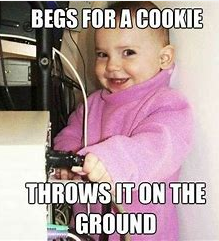 BEGS FOR A COOKIE
THROWS IT ON THE
GROUND